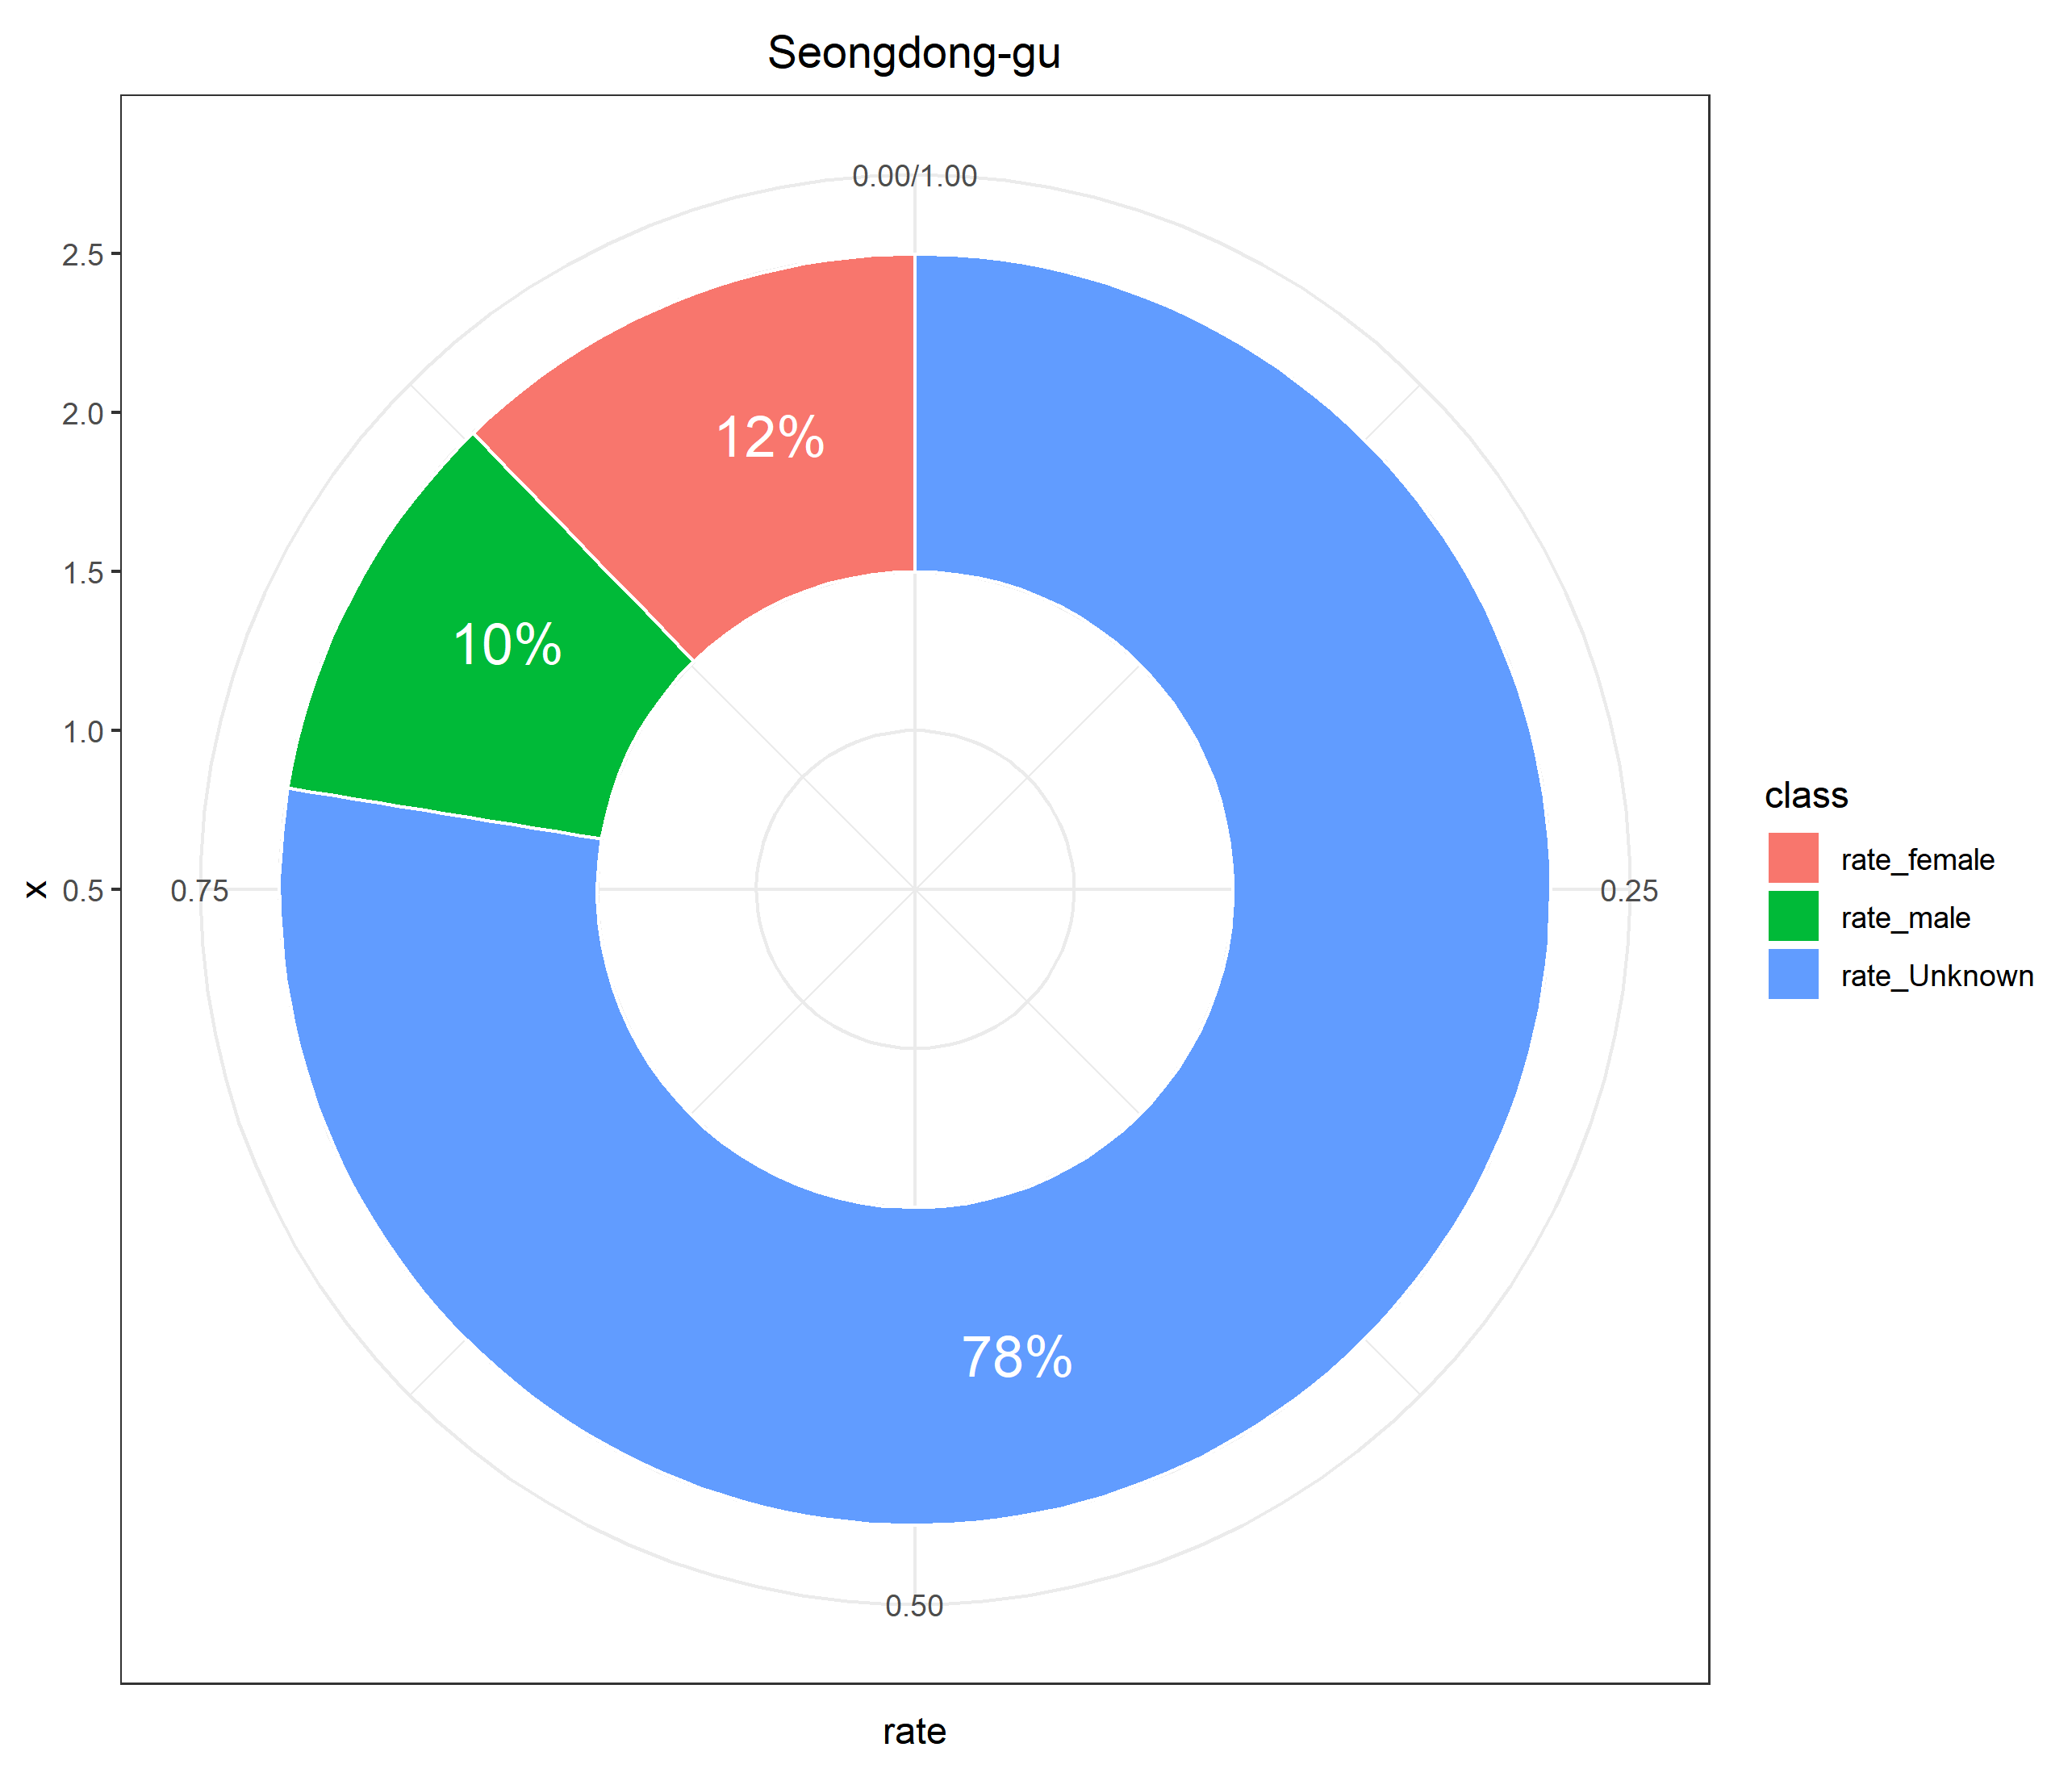 Seongdong-gu
0.00/1.00
2.5
2.0
12%
1.5
10%
1.0
class
rate_female
x
0.5
0.75
0.25
rate_male
rate_Unknown
78%
0.50
rate